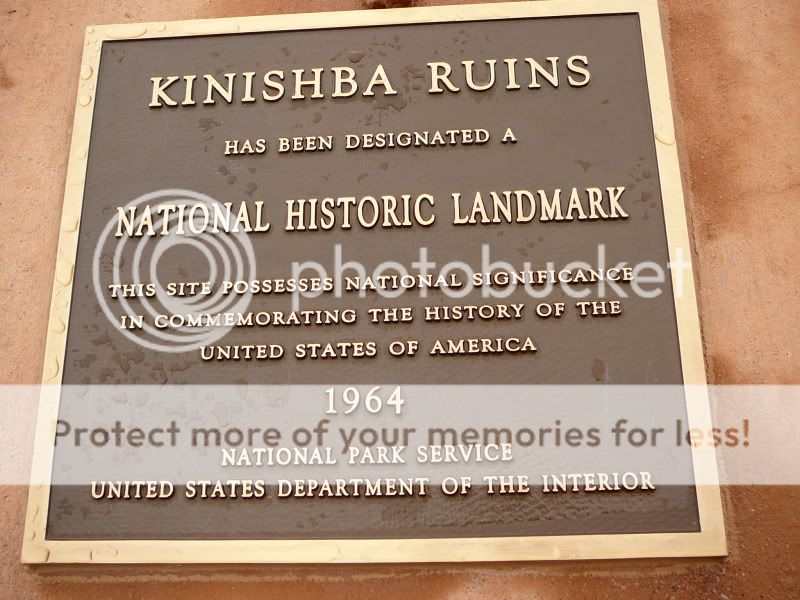 KINISHBA RUINS
HAS BEEN DESIGNATED A
NATIONAL HISTORIC LANDMARK
THIS SITE POSSESSES NATIONAL SIGNIFICANCE
IN COMMEMORATING THE HISTORY OF THE
UNITED STATES OF AMERICA
1964
NATIONAL PARK SERVICE
UNITED STATES DEPARTMENT OF THE INTERIOR
photobucket
Protect more of your memories for less!